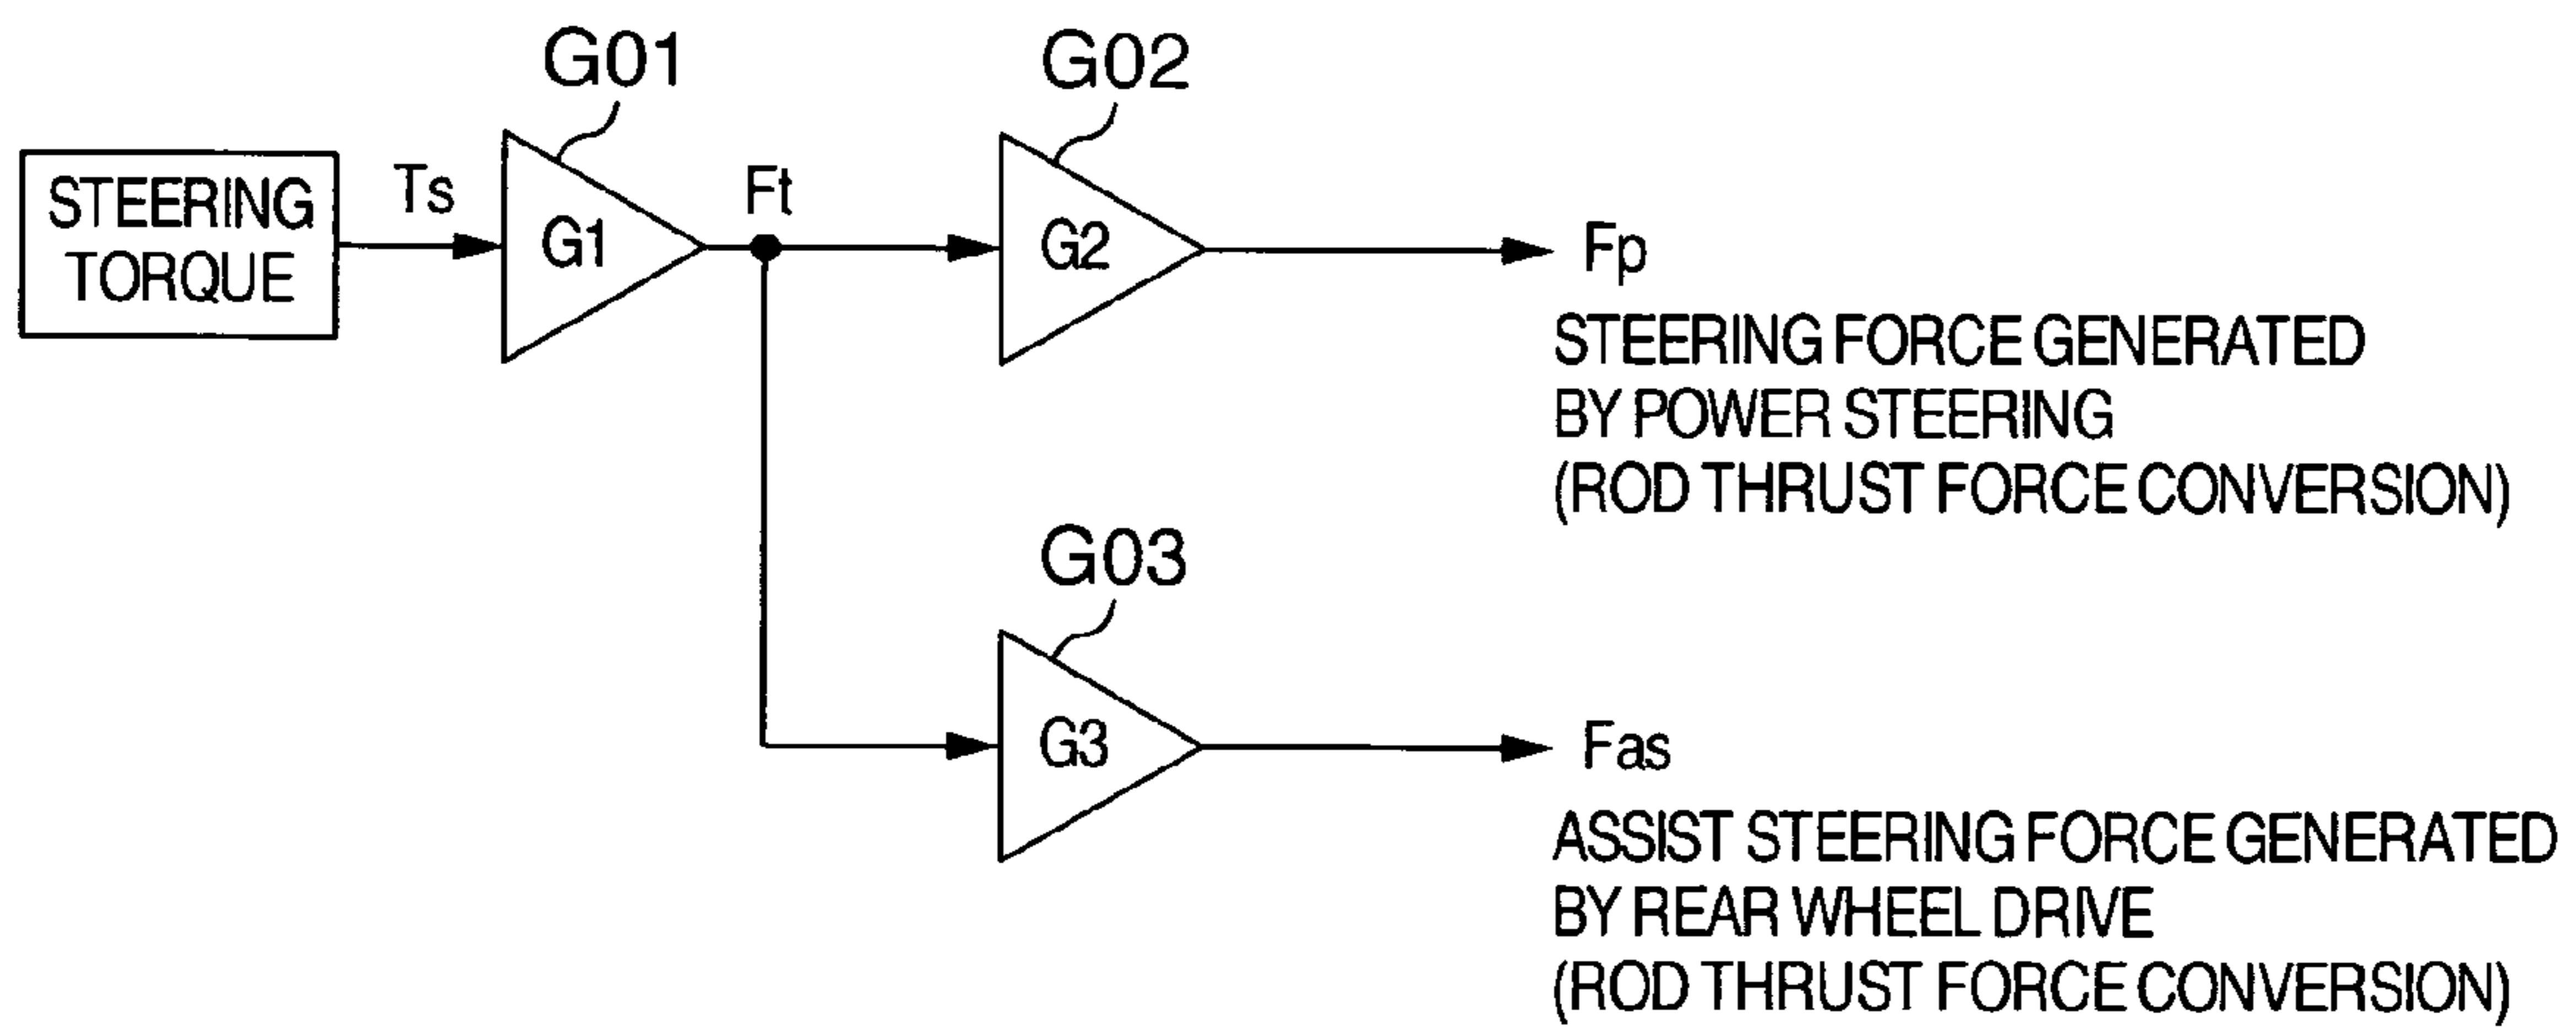 G01
G02
STEERING
TORQUE
Ts
G1
Ft
G2
Fp
STEERING FORCE GENERATED
BY POWER STEERING
(ROD THRUST FORCE CONVERSION)
G03
G3
Fas
ASSIST STEERING FORCE GENERATED
BY REAR WHEEL DRIVE
(ROD THRUST FORCE CONVERSION)